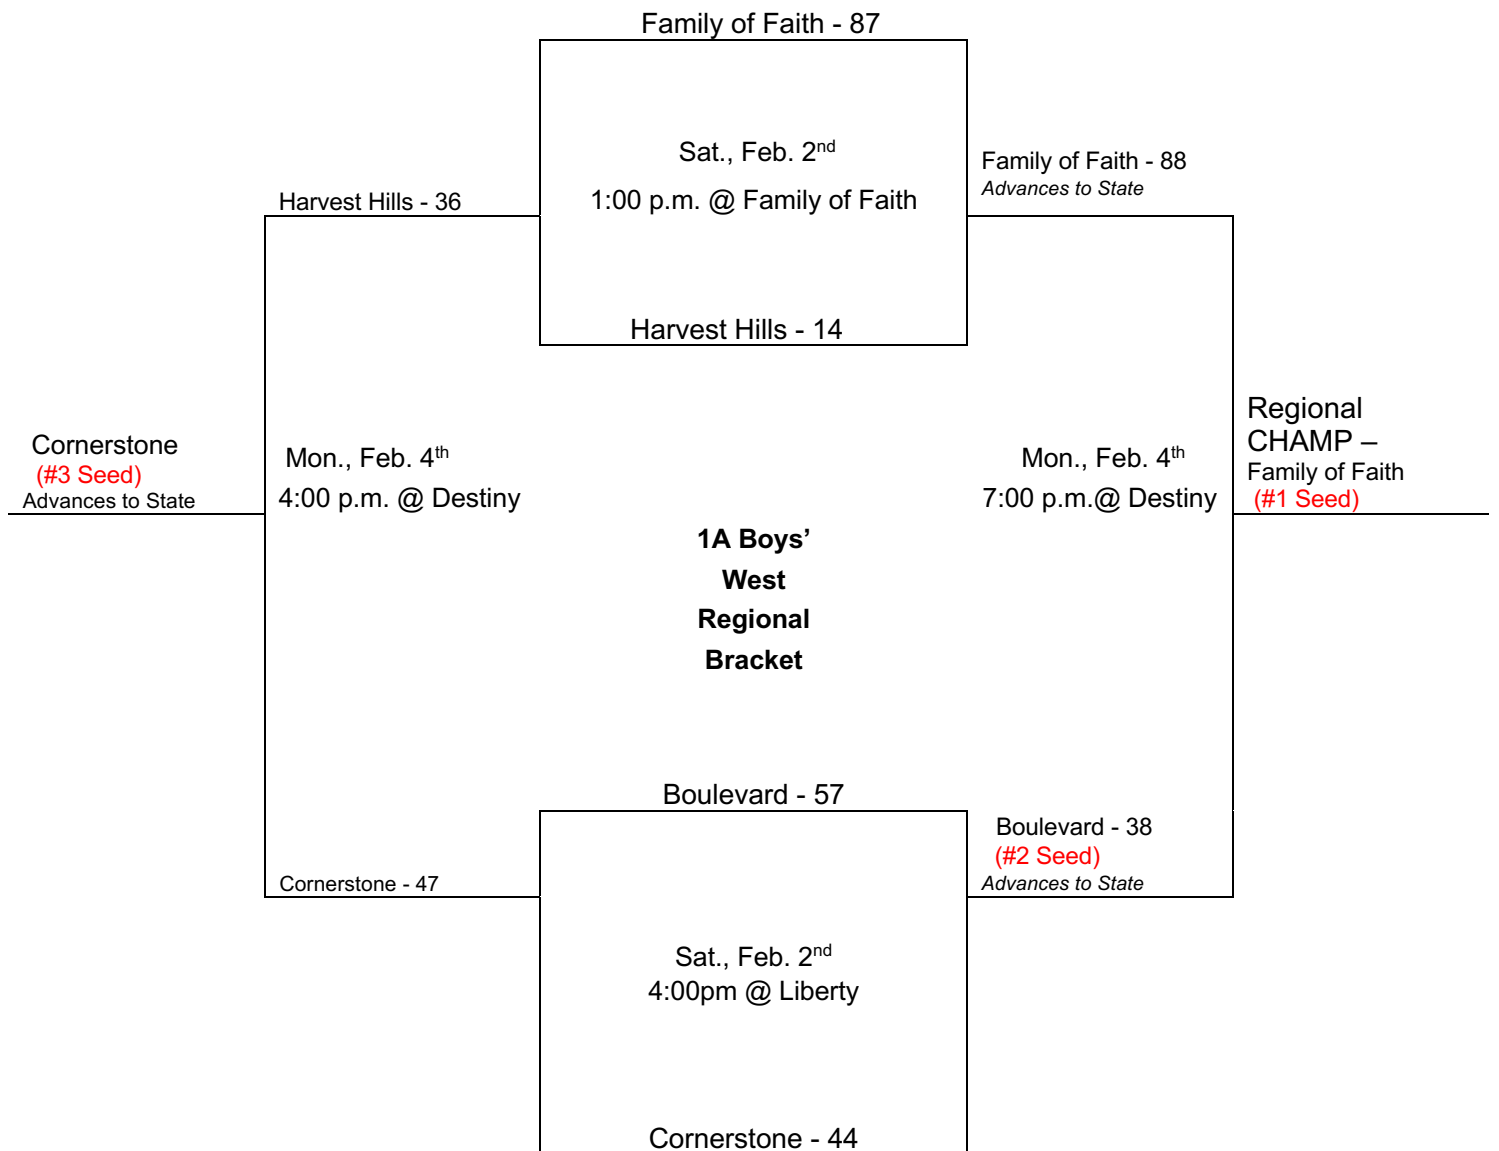 Family of Faith - 87
Sat., Feb. 2nd
1:00 p.m. @ Family of Faith
Family of Faith - 88
Advances to State
Harvest Hills - 36
Harvest Hills - 14
Cornerstone
(#3 Seed)
Advances to State
Mon., Feb. 4th
4:00 p.m. @ Destiny
Mon., Feb. 4th
7:00 p.m.@ Destiny
Regional
CHAMP –
Family of Faith
(#1 Seed)
1A Boys’
West
Regional
Bracket
Boulevard - 57
Boulevard - 38
(#2 Seed)
Advances to State
Cornerstone - 47
Sat., Feb. 2nd
4:00pm @ Liberty
Cornerstone - 44